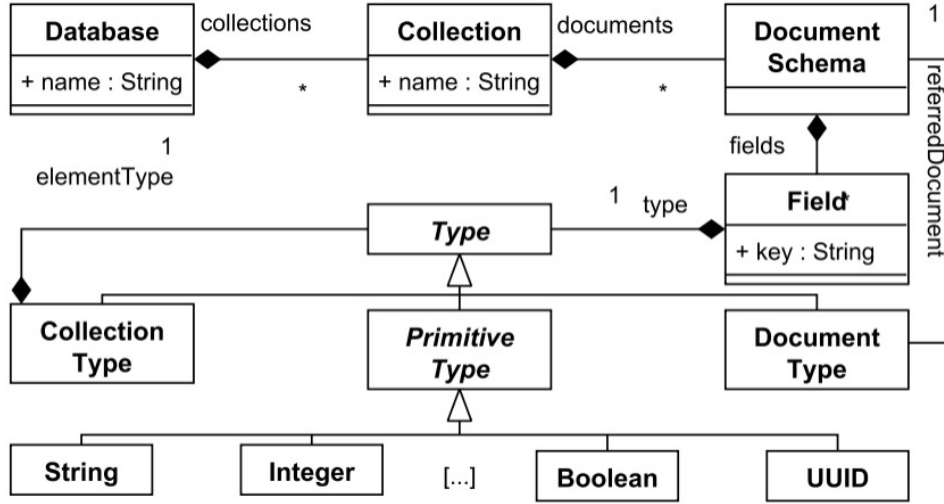 Database
+ name : String
collections
*
Collection
+ name : String
documents
*
Document
Schema
1
referredDocument
fields
*
Field
+ key : String
1
type
1
elementType
Type
Collection
Type
Primitive
Type
Document
Type
String
Integer
[...]
Boolean
UUID